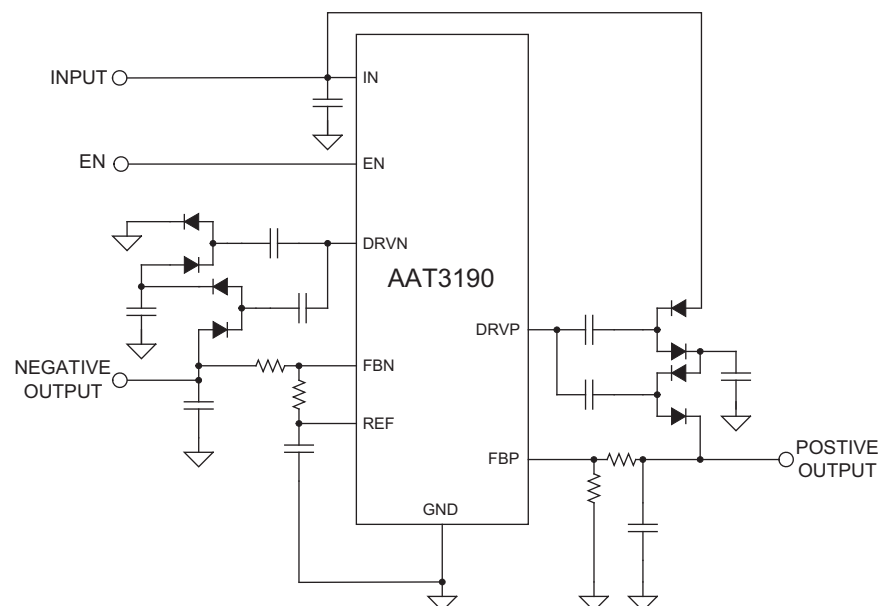 INPUT
IN
EN
EN
DRVN
AAT3190
DRVP
NEGATIVE
OUTPUT
FBN
REF
FBP
POSTIVE
OUTPUT
GND